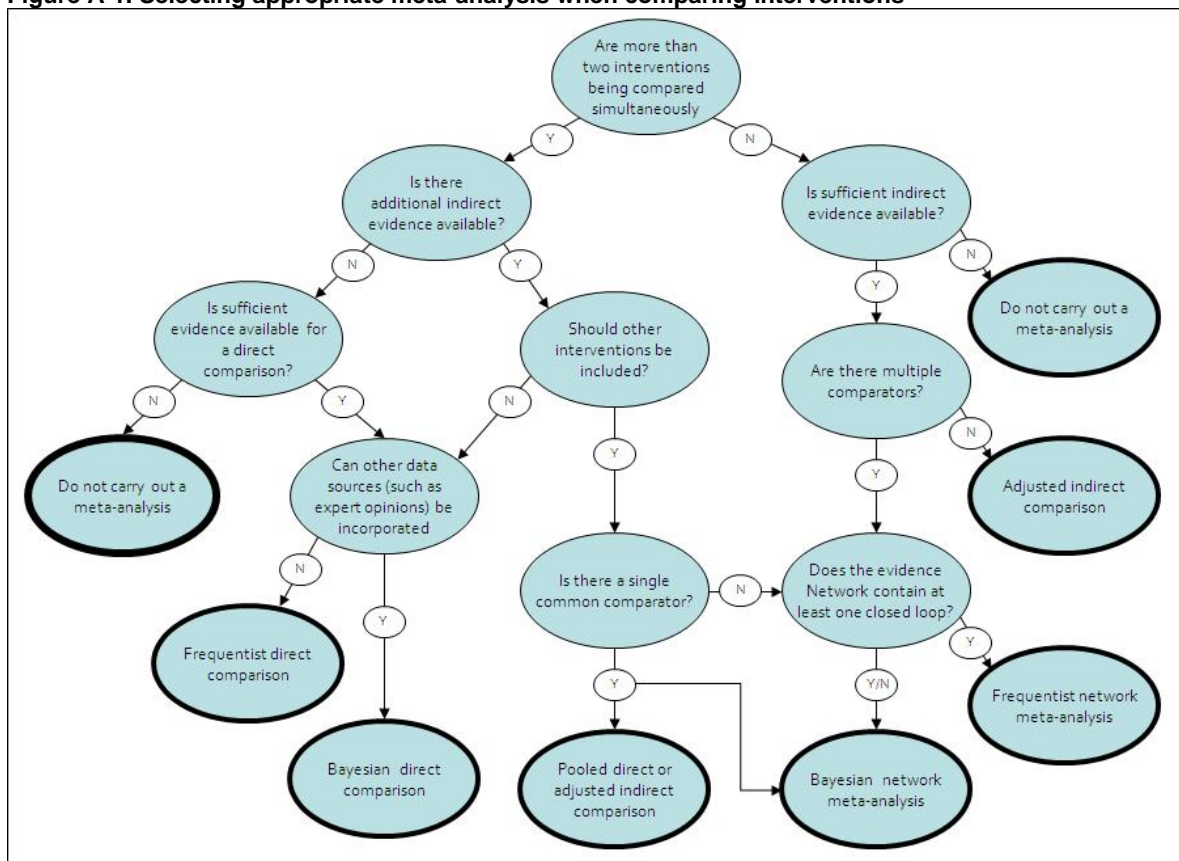 Figure
Selecting appropriate meta-analysis when comparing interventions
Are more than
two interventions
being compared
simultaneously
Y
N
Is there
additional indirect
evidence available?
Is sufficient indirect
evidence available?
N
Y
Y
N
Is sufficient
evidence available for
a direct
comparison?
Should other
interventions be
included?
Do not carry out a
meta-analysis
Are there multiple
comparators?
N
Y
N
Y
Y
N
Do not carry out a
meta-analysis
Can other data
sources (such as
expert opinions) be
incorporated
Adjusted indirect
comparison
N
Y
Is there a single
common comparator?
N
Does the evidence
Network contain at
least one closed loop?
Y
Frequentist direct
comparison
Y
Y/N
Frequentist network
meta-analysis
Bayesian direct
comparison
Pooled direct or
adjusted indirect
comparison
Bayesian network
meta-analysis